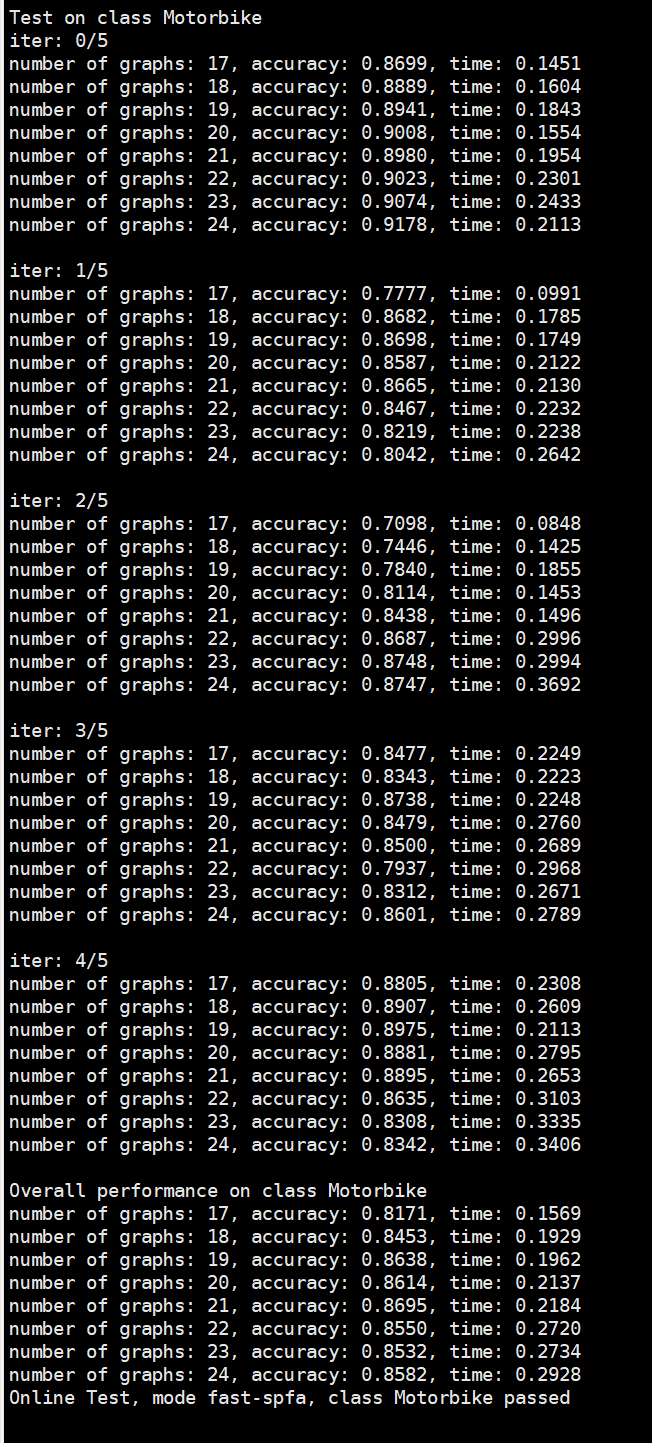 Test on class Motorbike
iter: 0/5
number of graphs: 17, accuracy: 0.8699, time: 0.1451
number of graphs: 18, accuracy: 0.8889, time: 0.1604
number of graphs: 19, accuracy: 0.8941, time: 0.1843
number of graphs: 20, accuracy: 0.9008, time: 0.1554
number of graphs: 21, accuracy: 0.8980, time: 0.1954
number of graphs: 22, accuracy: 0.9023, time: 0.2301
number of graphs: 23, accuracy: 0.9074, time: 0.2433
number of graphs: 24, accuracy: 0.9178, time: 0.2113
iter: 1/5
number of graphs: 17, accuracy: 0.7777, time: 0.0991
number of graphs: 18, accuracy: 0.8682, time: 0.1785
number of graphs: 19, accuracy: 0.8698, time: 0.1749
number of graphs: 20, accuracy: 0.8587, time: 0.2122
number of graphs: 21, accuracy: 0.8665, time: 0.2130
number of graphs: 22, accuracy: 0.8467, time: 0.2232
number of graphs: 23, accuracy: 0.8219, time: 0.2238
number of graphs: 24, accuracy: 0.8042, time: 0.2642
iter: 2/5
number of graphs: 17, accuracy: 0.7098, time: 0.0848
number of graphs: 18, accuracy: 0.7446, time: 0.1425
number of graphs: 19, accuracy: 0.7840, time: 0.1855
number of graphs: 20, accuracy: 0.8114, time: 0.1453
number of graphs: 21, accuracy: 0.8438, time: 0.1496
number of graphs: 22, accuracy: 0.8687, time: 0.2996
number of graphs: 23, accuracy: 0.8748, time: 0.2994
number of graphs: 24, accuracy: 0.8747, time: 0.3692
iter: 3/5
number of graphs: 17, accuracy: 0.8477, time: 0.2249
number of graphs: 18, accuracy: 0.8343, time: 0.2223
number of graphs: 19, accuracy: 0.8738, time: 0.2248
number of graphs: 20, accuracy: 0.8479, time: 0.2760
number of graphs: 21, accuracy: 0.8500, time: 0.2689
number of graphs: 22, accuracy: 0.7937, time: 0.2968
number of graphs: 23, accuracy: 0.8312, time: 0.2671
number of graphs: 24, accuracy: 0.8601, time: 0.2789
iter: 4/5
number of graphs: 17, accuracy: 0.8805, time: 0.2308
number of graphs: 18, accuracy: 0.8907, time: 0.2609
number of graphs: 19, accuracy: 0.8975, time: 0.2113
number of graphs: 20, accuracy: 0.8881, time: 0.2795
number of graphs: 21, accuracy: 0.8895, time: 0.2653
number of graphs: 22, accuracy: 0.8635, time: 0.3103
number of graphs: 23, accuracy: 0.8308, time: 0.3335
number of graphs: 24, accuracy: 0.8342, time: 0.3406
Overall performance on class Motorbike
number of graphs: 17, accuracy: 0.8171, time: 0.1569
number of graphs: 18, accuracy: 0.8453, time: 0.1929
number of graphs: 19, accuracy: 0.8638, time: 0.1962
number of graphs: 20, accuracy: 0.8614, time: 0.2137
number of graphs: 21, accuracy: 0.8695, time: 0.2184
number of graphs: 22, accuracy: 0.8550, time: 0.2720
number of graphs: 23, accuracy: 0.8532, time: 0.2734
number of graphs: 24, accuracy: 0.8582, time: 0.2928
Online Test, mode fast-spfa, class Motorbike passed